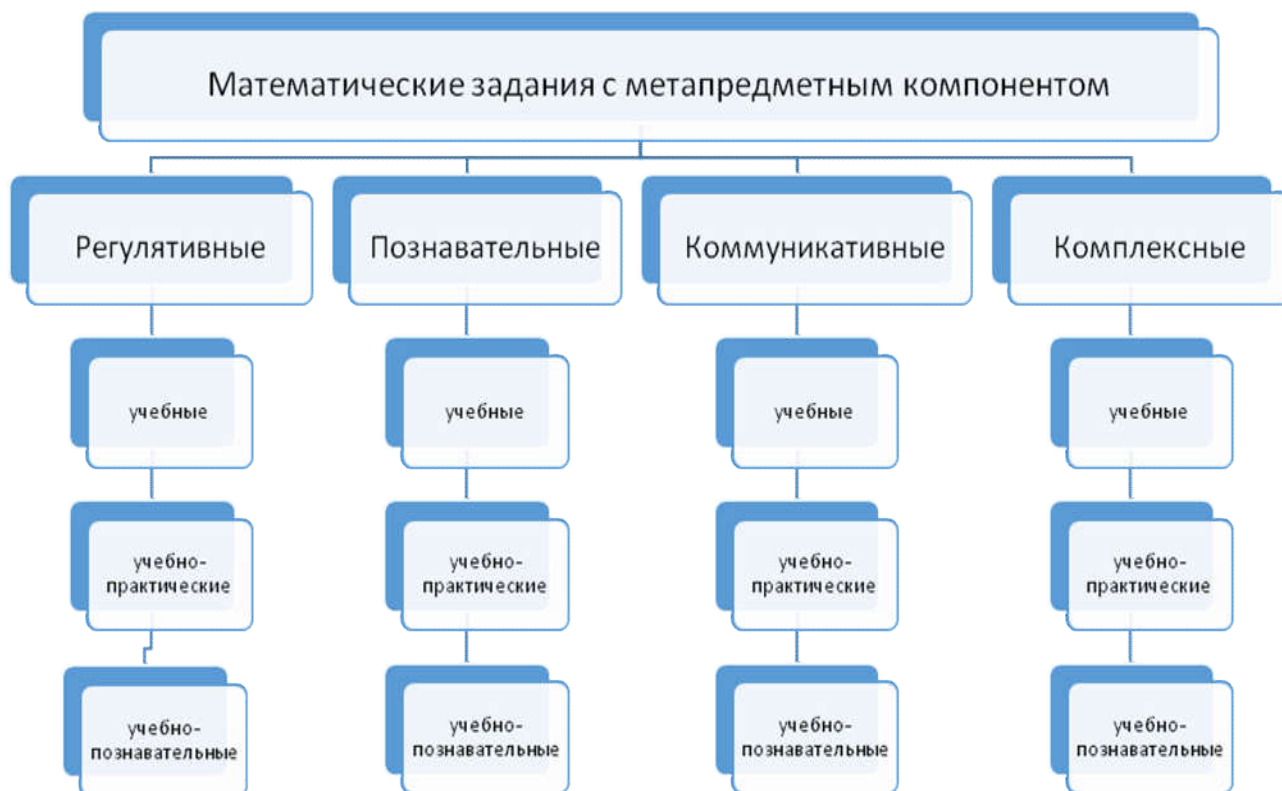 Математические задания с метапредметным компонентом
Регулятивные
Познавательные
Коммуникативные
Комплексные
учебные
учебные
учебные
учебные
учебно-
практические
учебно-
практические
учебно-
практические
учебно-
практические
учебно-
познавательные
учебно-
познавательные
учебно-
познавательные
учебно-
познавательные